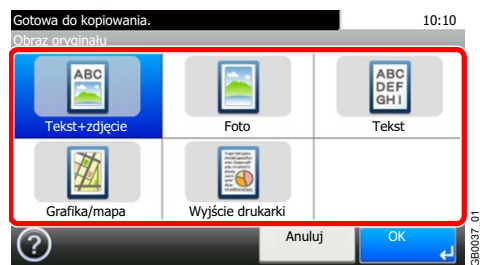 Gotowa do kopiowania. 10:10
Obraz oryginału
ABC
ABC
DEF
GHI
Tekst+zdjęcie Foto Tekst
Grafika/mapa Wyjście drukarki
? Anuluj OK
GB0037_01